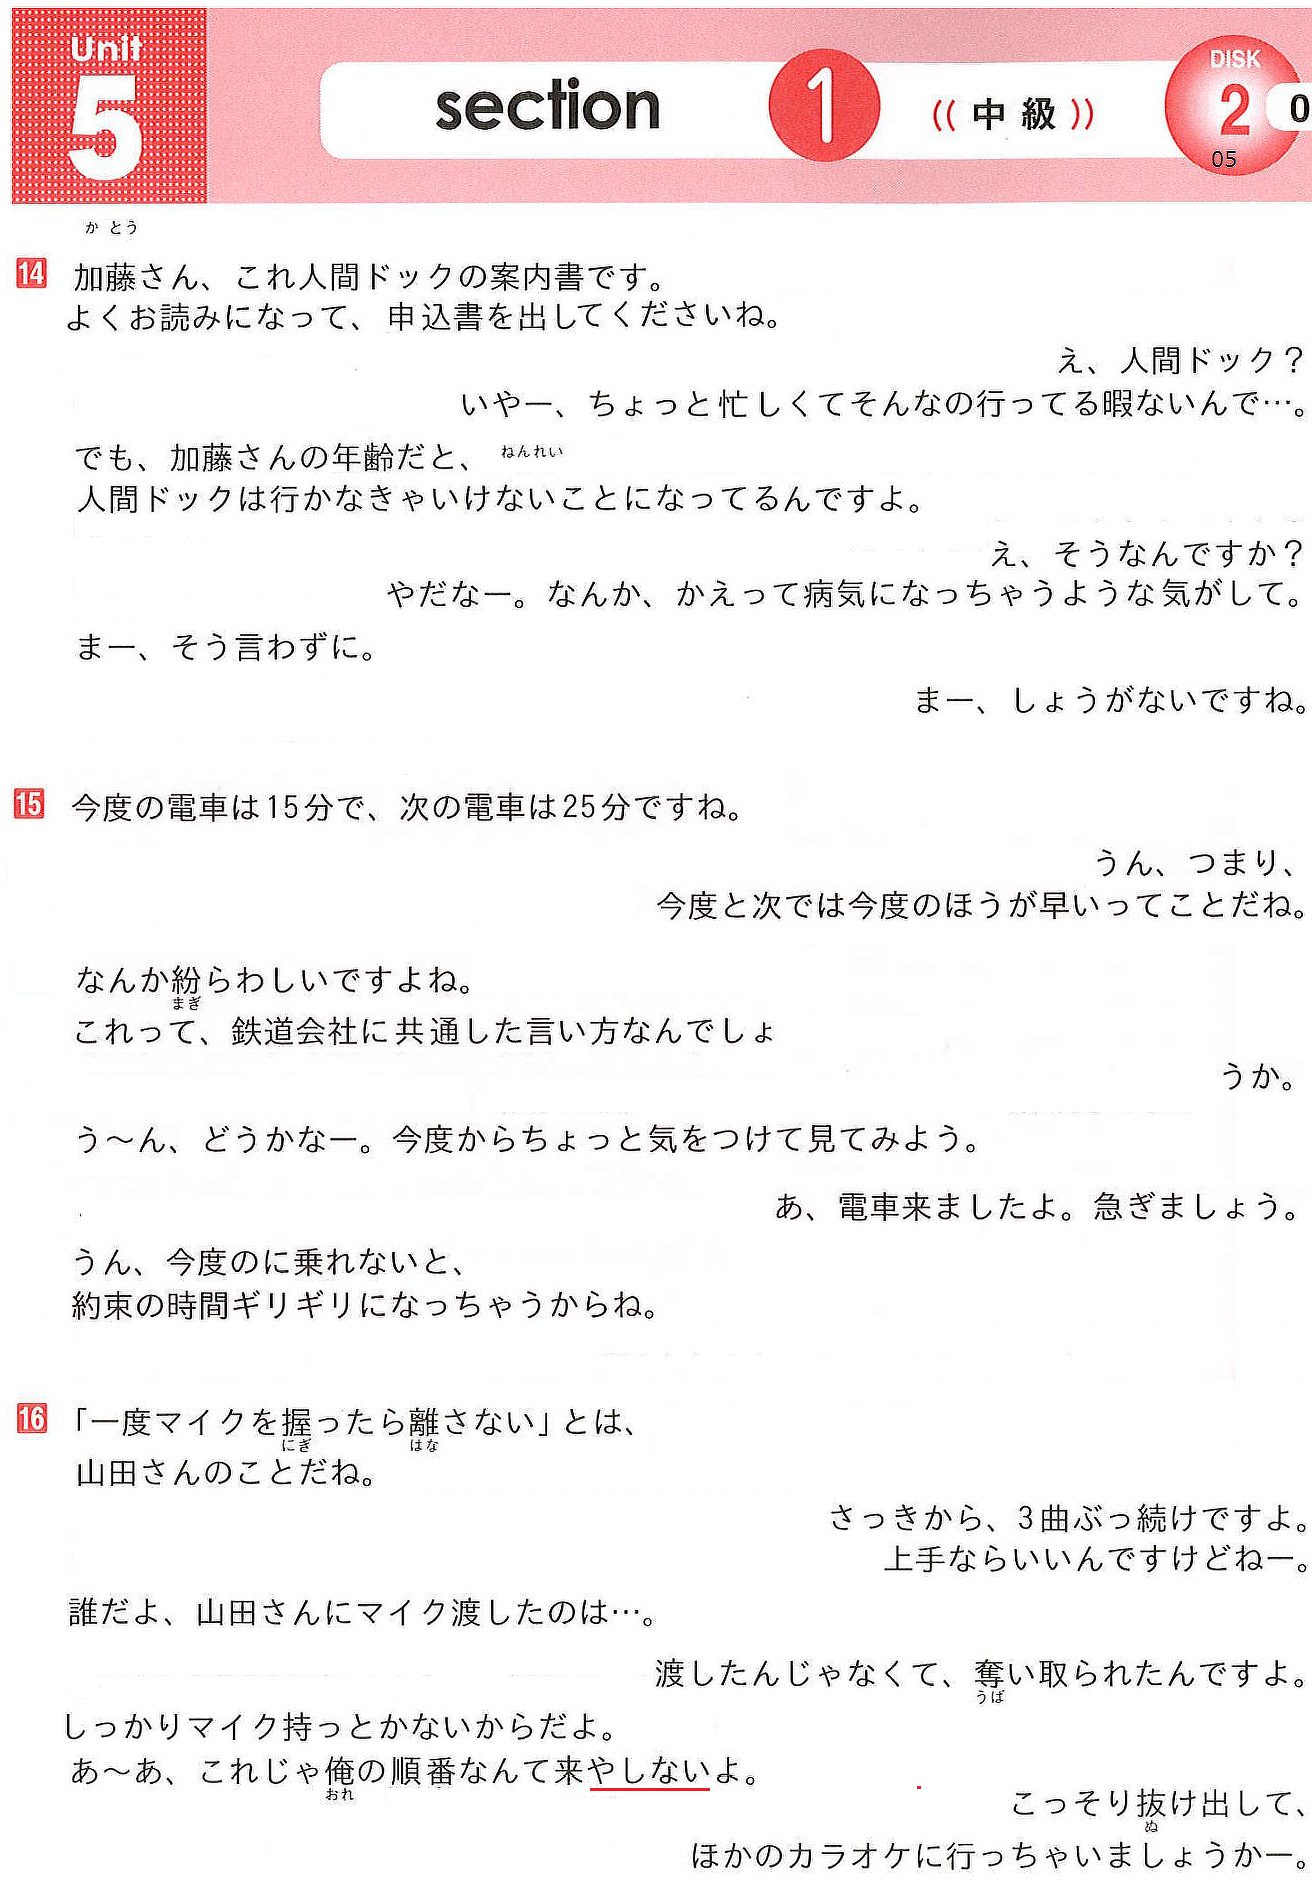 Unit
5
section
1
((中級))
DISK
2
0
05
か とう
14 加藤さん、これ人間ドックの案内書です。
よくお読みになって、申込書を出してくださいね。
え、人間ドック？
いやー、ちょっと忙しくてそんなの行ってる暇ないんで…。
でも、加藤さんの年齢だと、
ねんれい
人間ドックは行かなきゃいけないことになってるんですよ。
え、そうなんですか？
やだなー。なんか、かえって病気になっちゃうような気がして。
まー、そう言わずに。
まー、しょうがないですね。
15 今度の電車は15分で、次の電車は25分ですね。
うん、つまり、
今度と次では今度のほうが早いってことだね。
なんか紛らわしいですよね。
まぎ
これって、鉄道会社に共通した言い方なんでしょ
うか。
う～ん、どうかなー。今度からちょっと気をつけて見てみよう。
あ、電車来ましたよ。急ぎましょう。
うん、今度のに乗れないと、
約束の時間ギリギリになっちゃうからね。
16 「一度マイクを握ったら離さない」とは、
にぎ はな
山田さんのことだね。
さっきから、3曲ぶっ続けですよ。
上手ならいいんですけどねー。
誰だよ、山田さんにマイク渡したのは…。
渡したんじゃなくて、奪い取られたんですよ。
うば
しっかりマイク持っとかないからだよ。
あ～あ、これじゃ俺の順番なんて来やしないよ。
おれ
こっそり抜け出して、
ぬ
ほかのカラオケに行っちゃいましょうかー。